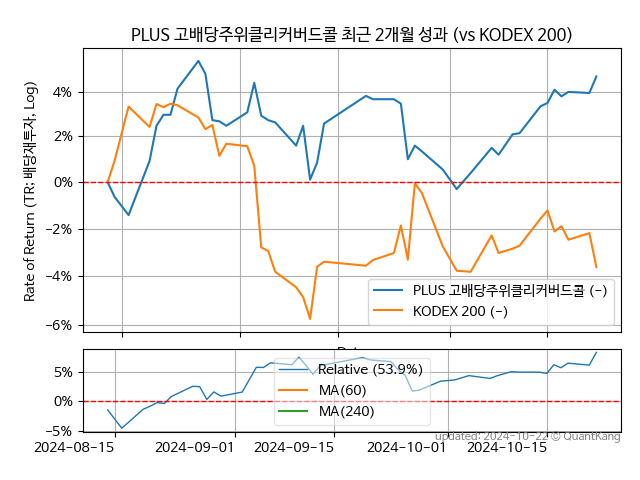 PLUS 고배당주위클리커버드콜 최근 2개월 성과 (vs KODEX 200)
Rate of Return (TR: 배당재투자, Log)
4%
2%
0%
−2%
−4%
−6%
PLUS 고배당주위클리커버드콜 (-)
KODEX 200 (-)
5%
0%
−5%
Relative (53.9%)
MA(60)
MA(240)
2024-08-15
2024-09-01
2024-09-15
2024-10-01
2024-10-15
updated: 2024-10-22 © QuantKang